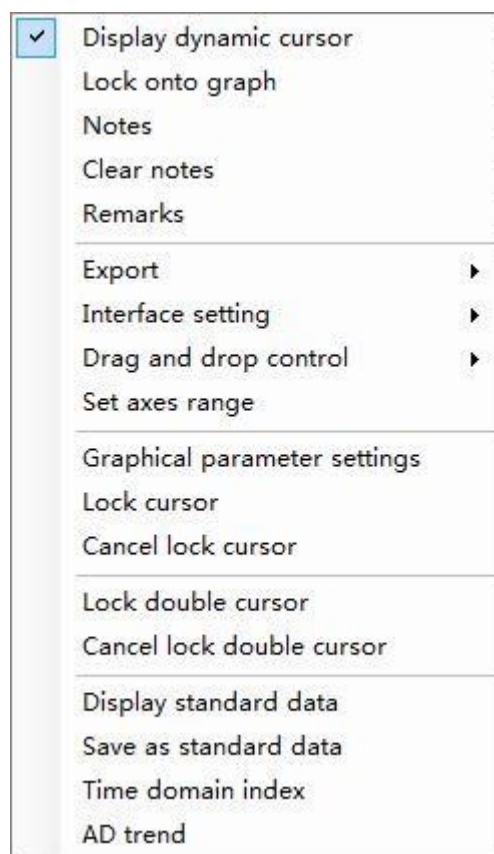 Display dynamic cursor
Lock onto graph
Notes
Clear notes
Remarks
Export
Interface setting
Drag and drop control
Set axes range
Graphical parameter settings
Lock cursor
Cancel lock cursor
Lock double cursor
Cancel lock double cursor
Display standard data
Save as standard data
Time domain index
AD trend